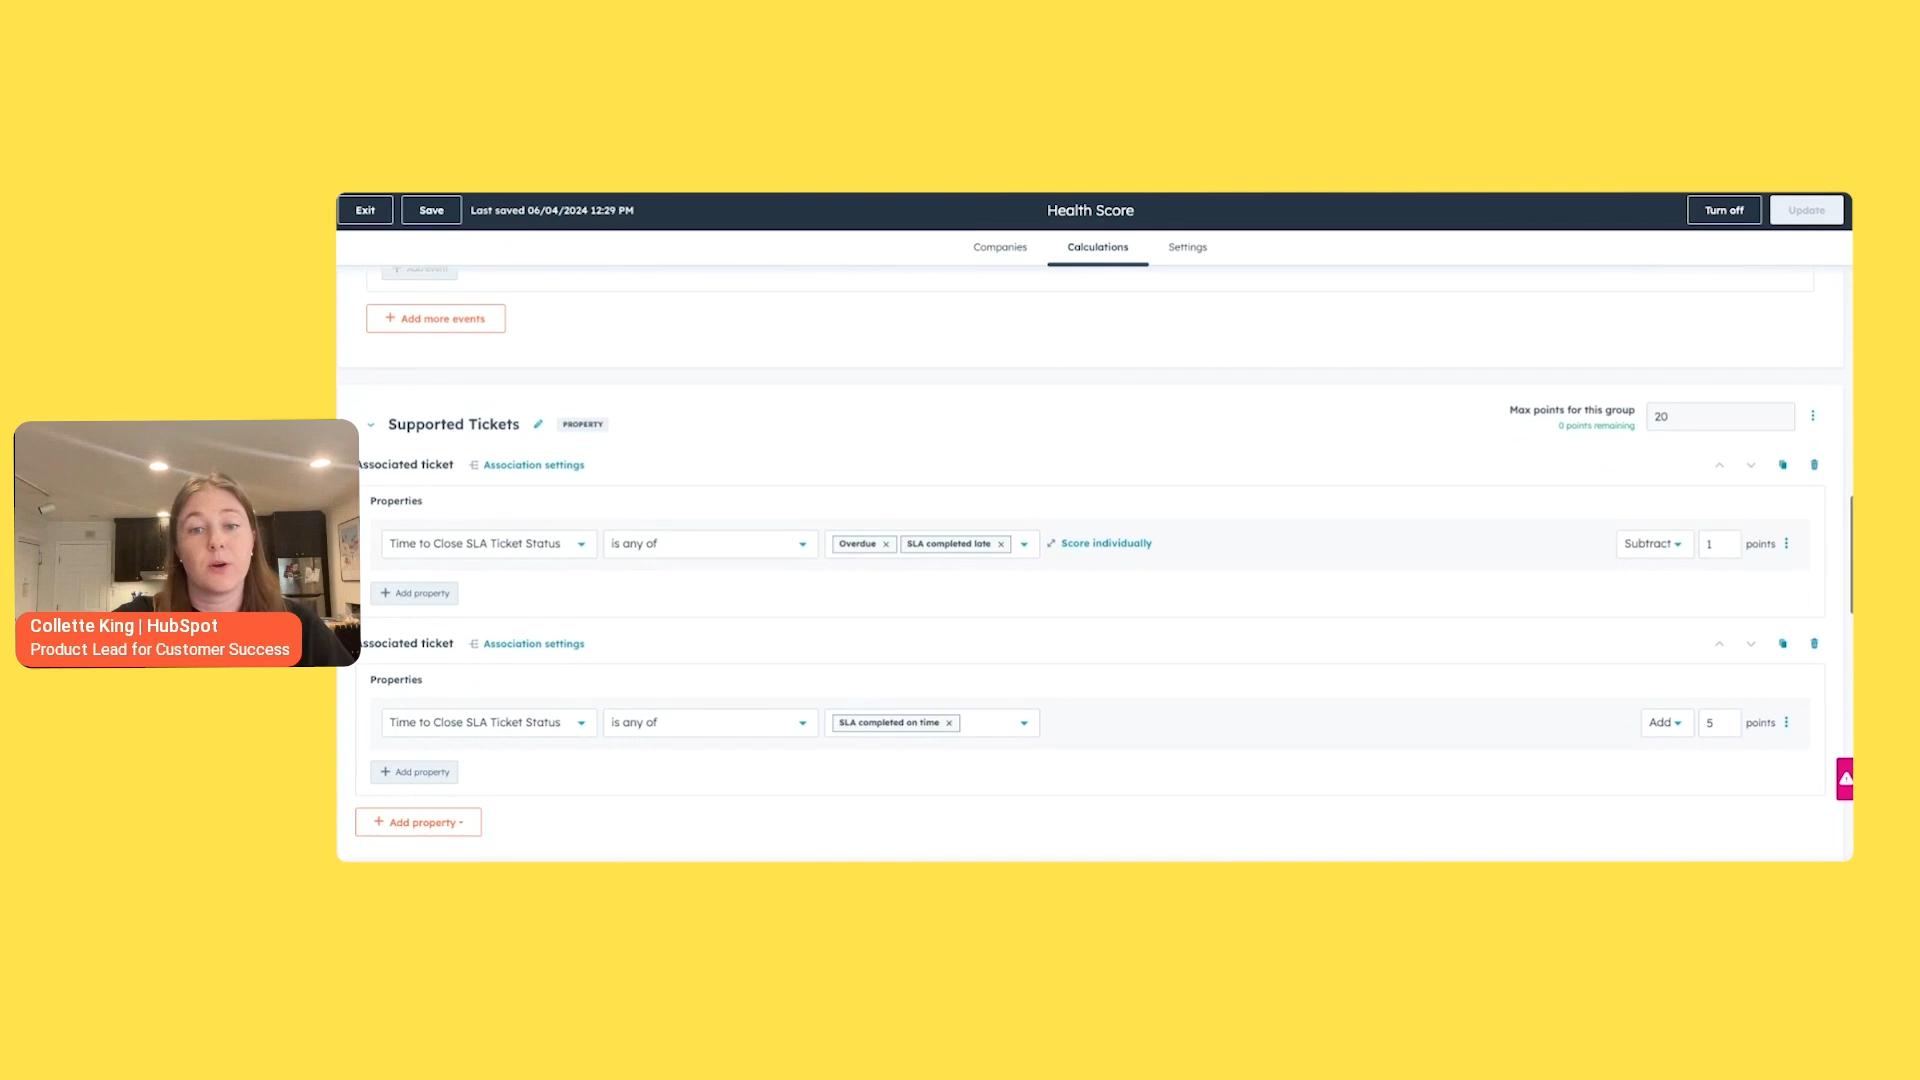 Exit
Save
Last saved 06/04/2024 12:29 PM
Health Score
Turn off
Update
Companies
Calculations
Settings
+ Add event
+ Add more events
Supported Tickets
PROPERTY
Max points for this group
0 points remaining
20
Associated ticket
Association settings
Properties
Time to Close SLA Ticket Status
is any of
Overdue ×
SLA completed late ×
Score individually
Subtract
1
points
+ Add property
Associated ticket
Association settings
Properties
Time to Close SLA Ticket Status
is any of
SLA completed on time ×
Add
5
points
+ Add property
+ Add property
Collette King | HubSpot
Product Lead for Customer Success